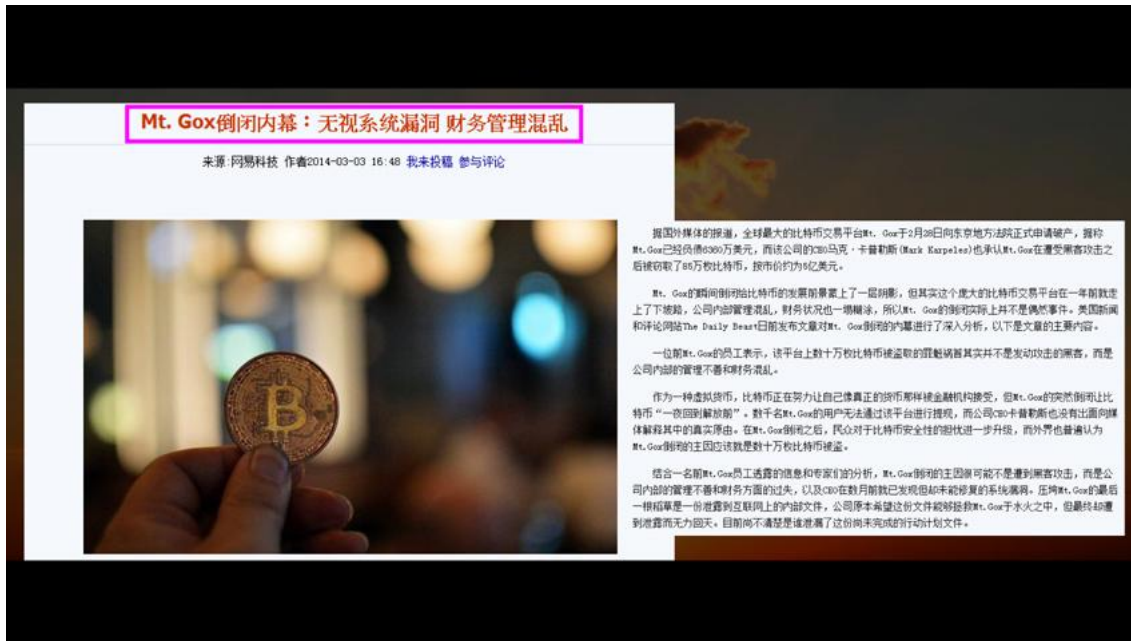 Mt. Gox倒闭内幕：无视系统漏洞 财务管理混乱
来源:网易科技 作者2014-03-03 16:48 我来投稿 参与评论
据国外媒体的报道，全球最大的比特币交易平台Mt. Gox于2月28日向东京地方法院正式申请破产，据称
Mt.Gox已经负债6360万美元，而该公司的CEO马克·卡普勒斯(Mark Karpeles)也承认Mt.Gox在遭受黑客攻击之
后被窃取了85万枚比特币，按市价约为5亿美元。
Mt. Gox的瞬间倒闭给比特币的发展前景蒙上了一层阴影，但其实这个庞大的比特币交易平台在一年前就走
上了下坡路，公司内部管理混乱，财务状况也一塌糊涂，所以Mt. Gox的倒闭实际上并不是偶然事件。美国新闻
和评论网站The Daily Beast日前发布文章对Mt. Gox倒闭的内幕进行了深入分析，以下是文章的主要内容。
一位前Mt.Gox的员工表示，该平台上数十万枚比特币被盗取的罪魁祸首其实并不是发动攻击的黑客，而是
公司内部的管理不善和财务混乱。
作为一种虚拟货币，比特币正在努力让自己像真正的货币那样被金融机构接受，但Mt.Gox的突然倒闭让比
特币“一夜回到解放前”。数千名Mt.Gox的用户无法通过该平台进行提现，而公司CEO卡普勒斯也没有出面向媒
体解释其中的真实原由。在Mt.Gox倒闭之后，民众对于比特币安全性的担忧进一步升级，而外界也普遍认为
Mt.Gox倒闭的主因应该就是数十万枚比特币被盗。
结合一名前Mt.Gox员工透露的信息和专家们的分析，Mt.Gox倒闭的主因很可能不是遭到黑客攻击，而是公
司内部的管理不善和财务方面的过失，以及CEO在数月前就已发现但却未能修复的系统漏洞。压垮Mt.Gox的最后
一根稻草是一份泄露到互联网上的内部文件，公司原本希望这份文件能够拯救Mt.Gox于水火之中，但最终却遭
到泄露而无力回天。目前尚不清楚是谁泄漏了这份尚未完成的行动计划文件。